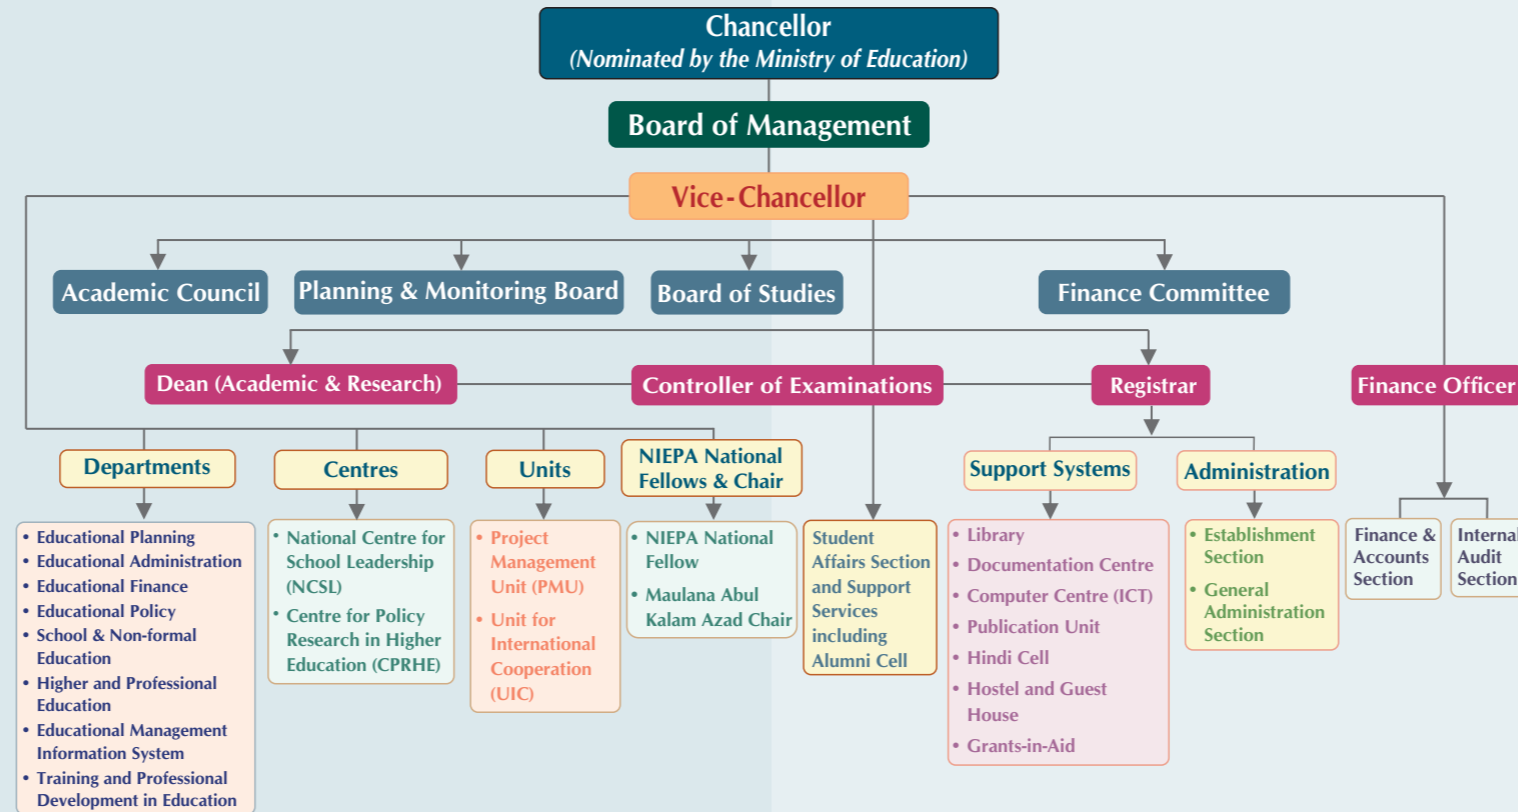 Chancellor
(Nominated by the Ministry of Education)
Board of Management
Vice-Chancellor
Academic Council
Planning & Monitoring Board
Board of Studies
Finance Committee
Dean (Academic & Research)
Controller of Examinations
Registrar
Finance Officer
Departments
Centres
Units
NIEPA National
Fellows & Chair
Support Systems
Administration
• Educational Planning
• Educational Administration
• Educational Finance
• Educational Policy
• School & Non-formal
Education
• Higher and Professional
Education
• Educational Management
Information System
• Training and Professional
Development in Education
• National Centre for
School Leadership
(NCSL)
• Centre for Policy
Research in Higher
Education (CPRHE)
• Project
Management
Unit (PMU)
• Unit for
International
Cooperation
(UIC)
• NIEPA National
Fellow
• Maulana Abul
Kalam Azad Chair
Student
Affairs Section
and Support
Services
including
Alumni Cell
• Library
• Documentation Centre
• Computer Centre (ICT)
• Publication Unit
• Hindi Cell
• Hostel and Guest
House
• Grants-in-Aid
• Establishment
Section
• General
Administration
Section
Finance &
Accounts
Section
Internal
Audit
Section